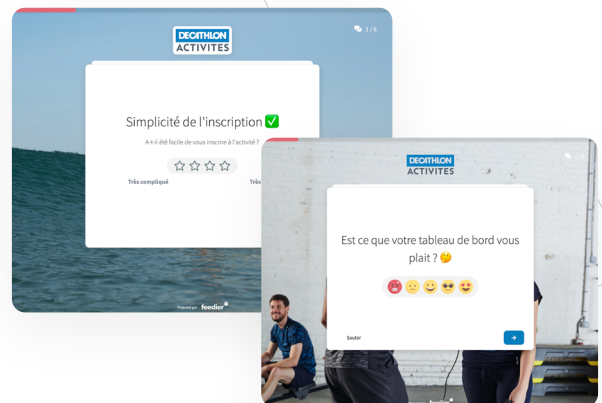 DECATHLON
ACTIVITES
1 / 6
Simplicité de l'inscription ✅
A-t-il été facile de vous inscrire à l'activité ?
Très compliqué
Très
Propulsé par feedier
DECATHLON
ACTIVITES
Est ce que votre tableau de bord vous
plait ? 🤔
Sauter
feedier